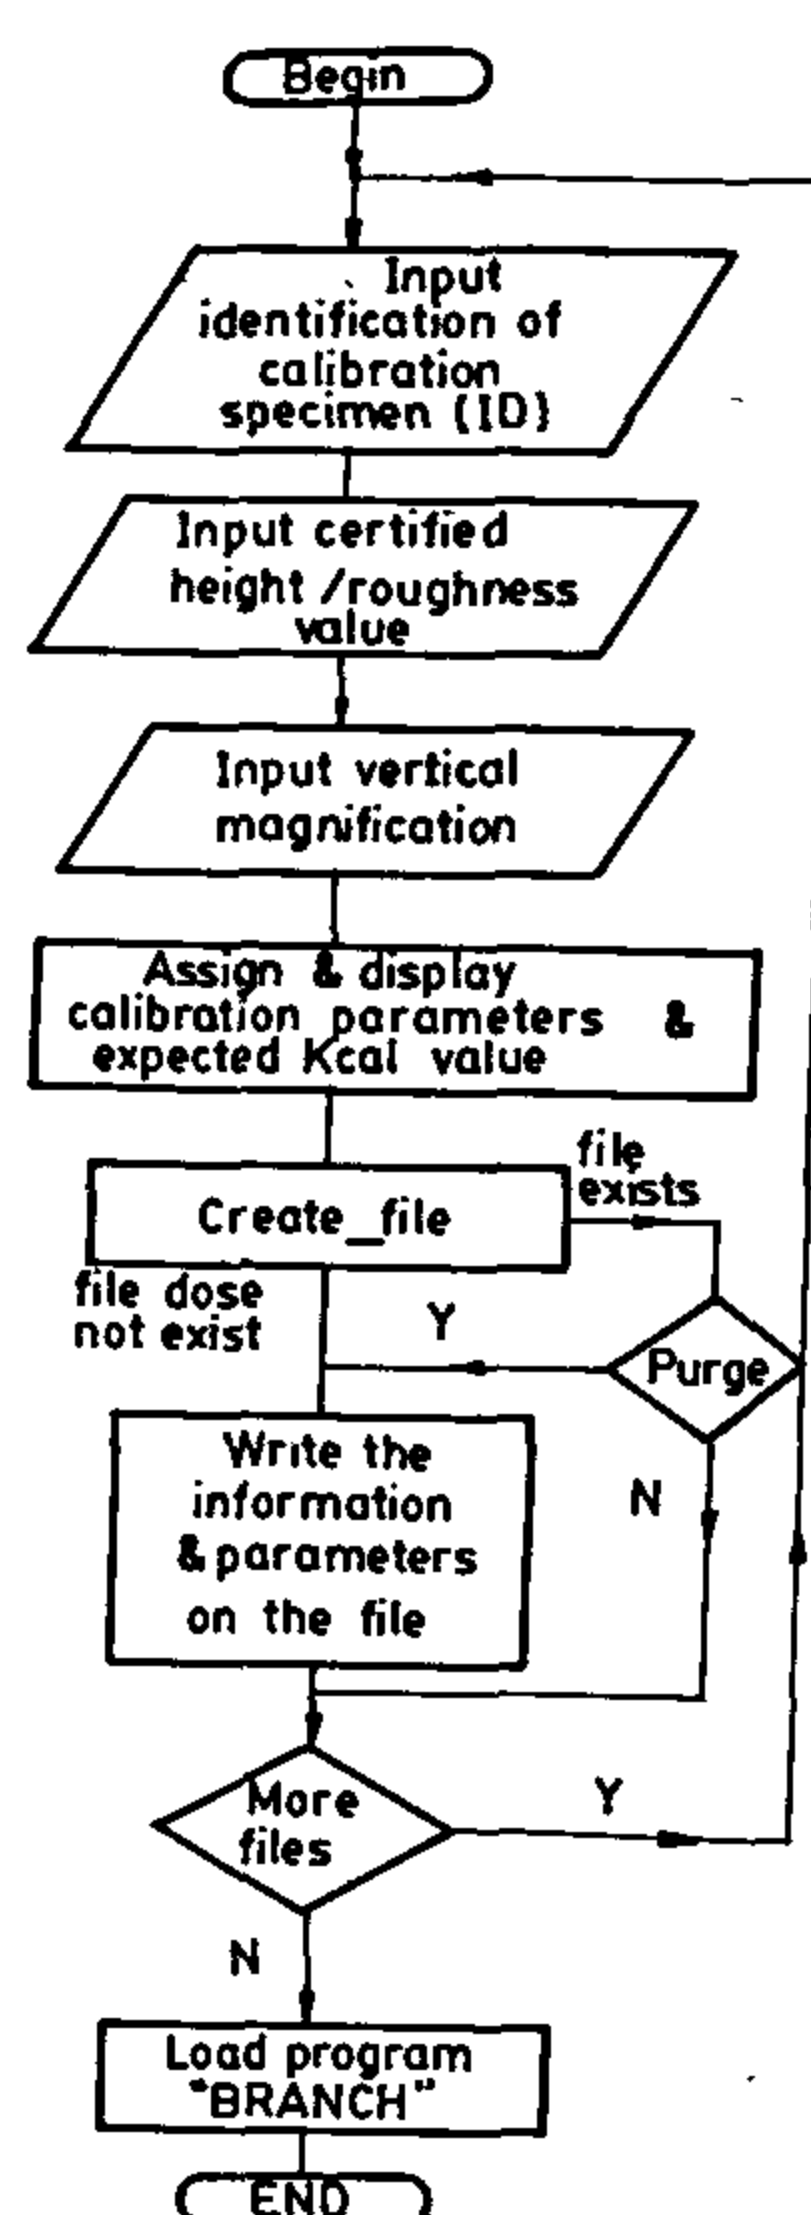 Begin
Input
identification of
calibration
specimen (ID)
Input certified
height /roughness
value
Input vertical
magnification
Assign & display
calibration parameters &
expected Kcal value
file
exists
Create_file
file dose
not exist
Y
Purge
Write the
information
& parameters
on the file
N
More
files
Y
N
Load program
"BRANCH"
END